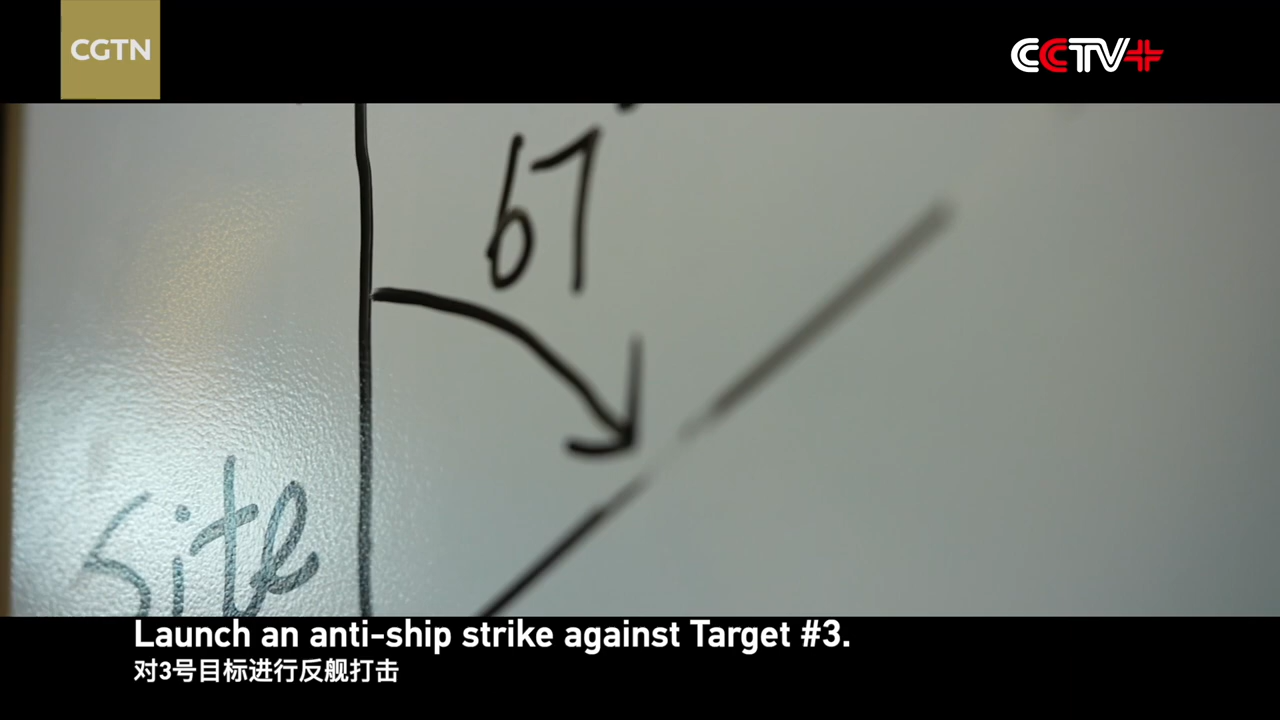 CGTN
CCTV+
67
Site
Launch an anti-ship strike against Target #3.
对3号目标进行反舰打击